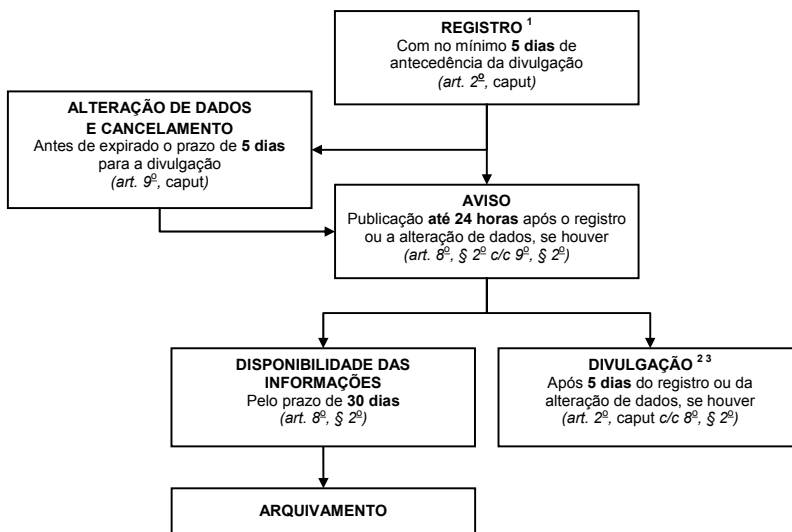 REGISTRO ¹
Com no mínimo 5 dias de
antecedência da divulgação
(art. 2º, caput)
ALTERAÇÃO DE DADOS
E CANCELAMENTO
Antes de expirado o prazo de 5 dias
para a divulgação
(art. 9º, caput)
AVISO
Publicação até 24 horas após o registro
ou a alteração de dados, se houver
(art. 8º, § 2º c/c 9º, § 2º)
DISPONIBILIDADE DAS
INFORMAÇÕES
Pelo prazo de 30 dias
(art. 8º, § 2º)
DIVULGAÇÃO ² ³
Após 5 dias do registro ou da
alteração de dados, se houver
(art. 2º, caput c/c 8º, § 2º)
ARQUIVAMENTO